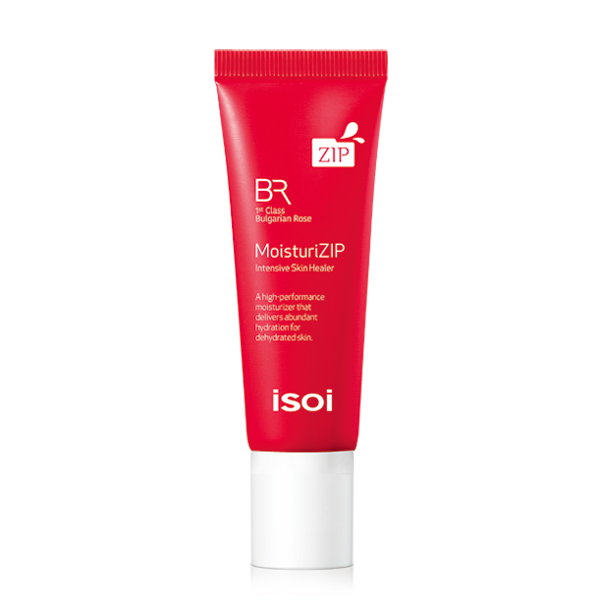 ZIP
BR
1st Class
Bulgarian Rose
MoisturiZIP
Intensive Skin Healer
A high-performance
moisturizer that
delivers abundant
hydration for
dehydrated skin.
isoi